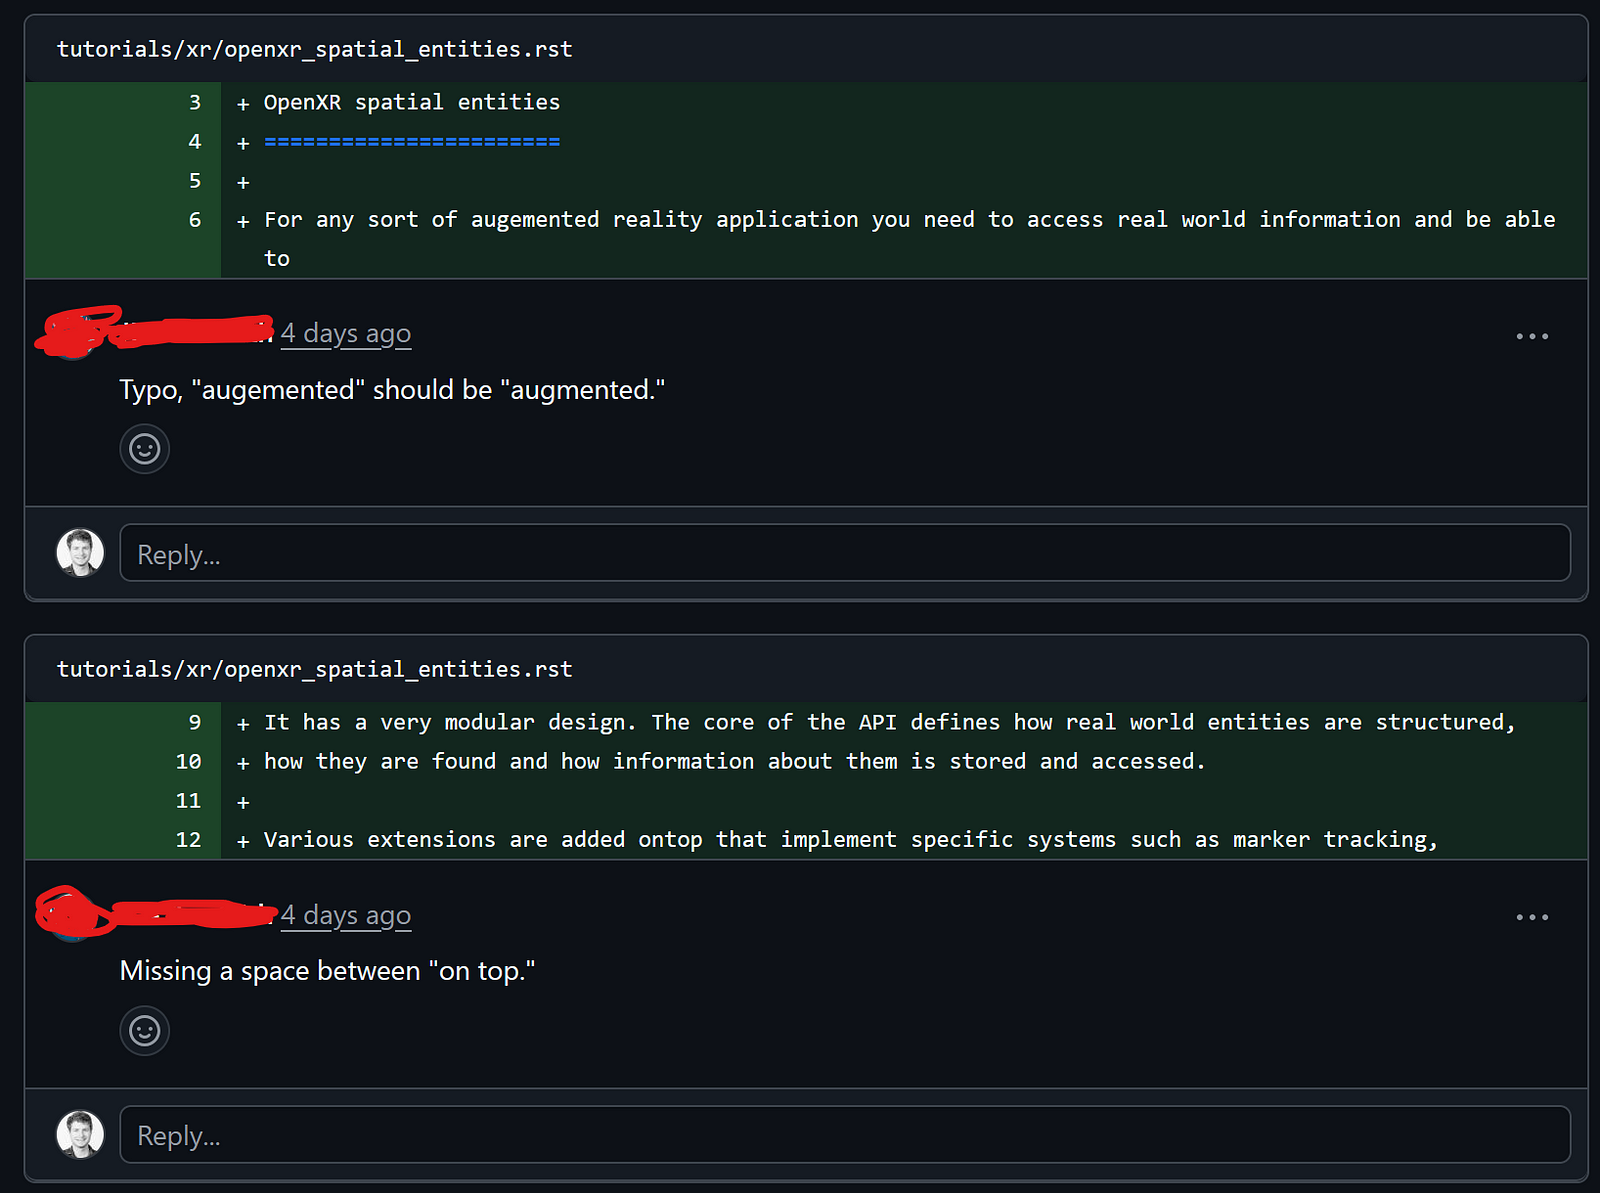 tutorials/xr/openxr_spatial_entities.rst
3 + OpenXR spatial entities
4 + =======================
5 +
6 + For any sort of augemented reality application you need to access real world information and be able
to
4 days ago
Typo, "augemented" should be "augmented."
Reply...
tutorials/xr/openxr_spatial_entities.rst
9 + It has a very modular design. The core of the API defines how real world entities are structured,
10 + how they are found and how information about them is stored and accessed.
11 +
12 + Various extensions are added ontop that implement specific systems such as marker tracking,
4 days ago
Missing a space between "on top."
Reply...